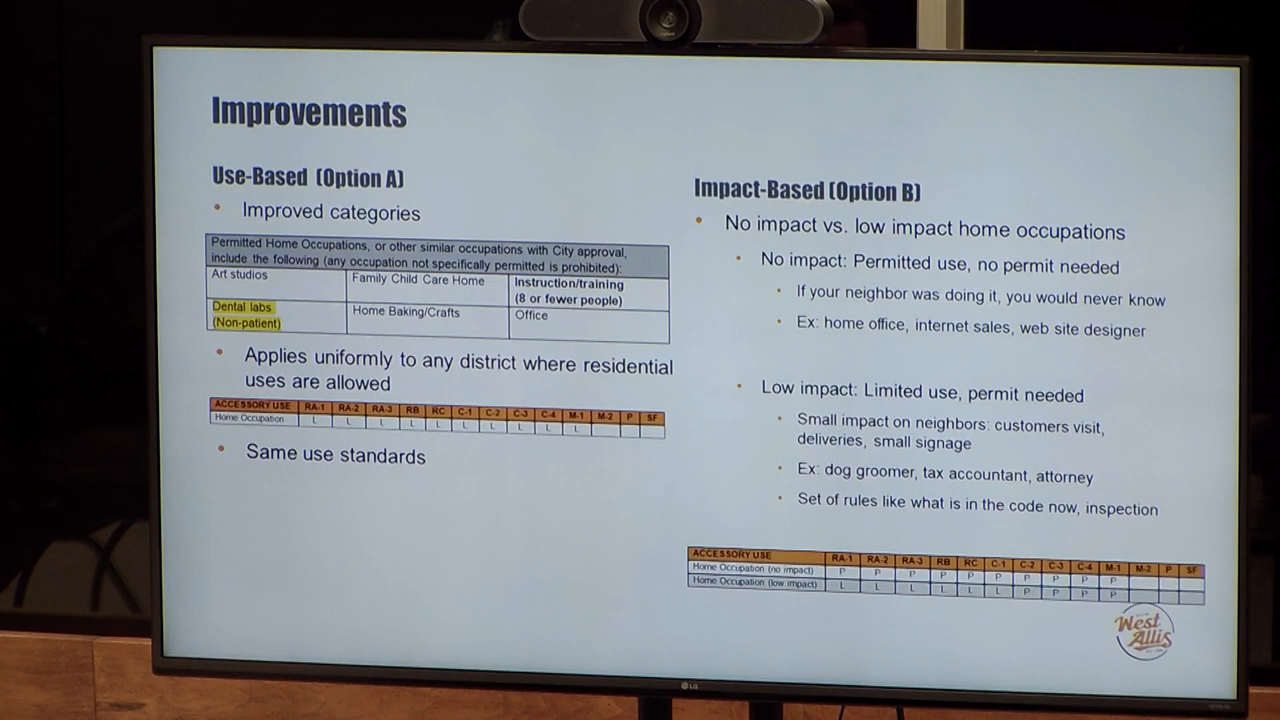 Improvements
Use-Based (Option A)
• Improved categories
Permitted Home Occupations, or other similar occupations with City approval,
include the following (any occupation not specifically permitted is prohibited):
Art studios Family Child Care Home Instruction/training
(8 or fewer people)
Dental labs Home Baking/Crafts Office
(Non-patient)
• Applies uniformly to any district where residential
uses are allowed
ACCESSORY USE RA-1 RA-2 RA-3 RB RC C-1 C-2 C-3 C-4 M-1 M-2 P SF
Home Occupation L L L L L L L L L L
• Same use standards
Impact-Based (Option B)
• No impact vs. low impact home occupations
• No impact: Permitted use, no permit needed
• If your neighbor was doing it, you would never know
• Ex: home office, internet sales, web site designer
• Low impact: Limited use, permit needed
• Small impact on neighbors: customers visit,
deliveries, small signage
• Ex: dog groomer, tax accountant, attorney
• Set of rules like what is in the code now, inspection
ACCESSORY USE RA-1 RA-2 RA-3 RB RC C-1 C-2 C-3 C-4 M-1 M-2 P SF
Home Occupation (no impact) P P P P P P P P P P
Home Occupation (low impact) L L L L L L P P P P
West
Allis
LG